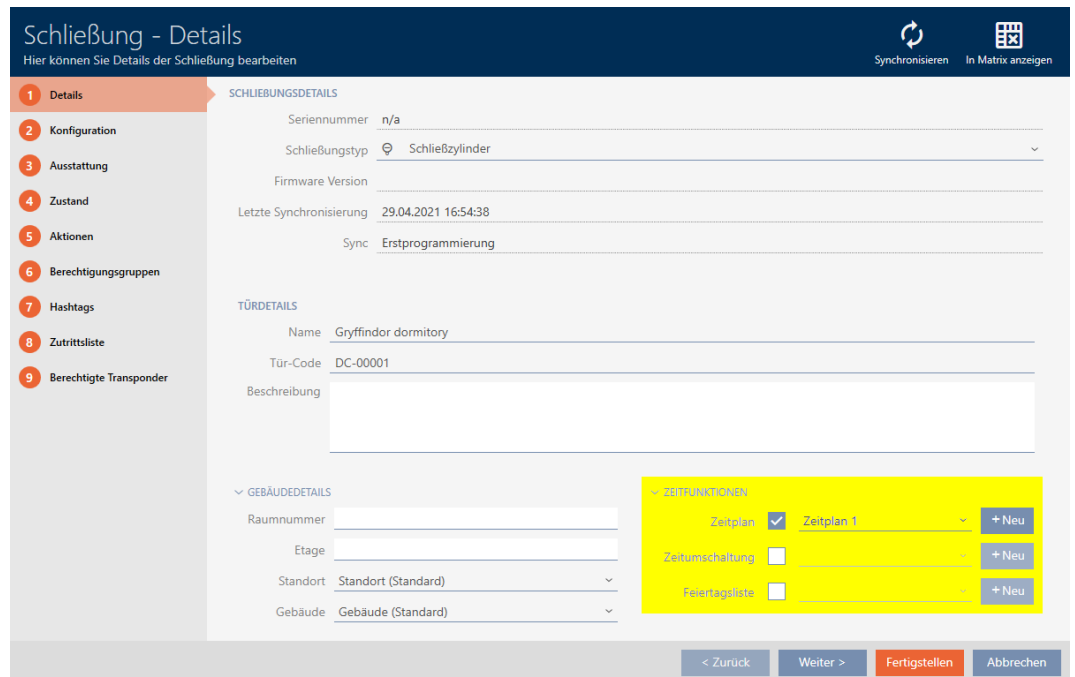 Schließung - Details
Hier können Sie Details der Schließung bearbeiten
Synchronisieren
In Matrix anzeigen
1 Details
2 Konfiguration
3 Ausstattung
4 Zustand
5 Aktionen
6 Berechtigungsgruppen
7 Hashtags
8 Zutrittsliste
9 Berechtigte Transponder
SCHLIEßUNGSDETAILS
Seriennummer n/a
Schließungstyp Schließzylinder
Firmware Version
Letzte Synchronisierung 29.04.2021 16:54:38
Sync Erstprogrammierung
TÜRDETAILS
Name Gryffindor dormitory
Tür-Code DC-00001
Beschreibung
GEBÄUDEDETAILS
Raumnummer
Etage
Standort Standort (Standard)
Gebäude Gebäude (Standard)
ZEITFUNKTIONEN
Zeitplan Zeitplan 1 + Neu
Zeitumschaltung + Neu
Feiertagsliste + Neu
< Zurück
Weiter >
Fertigstellen
Abbrechen